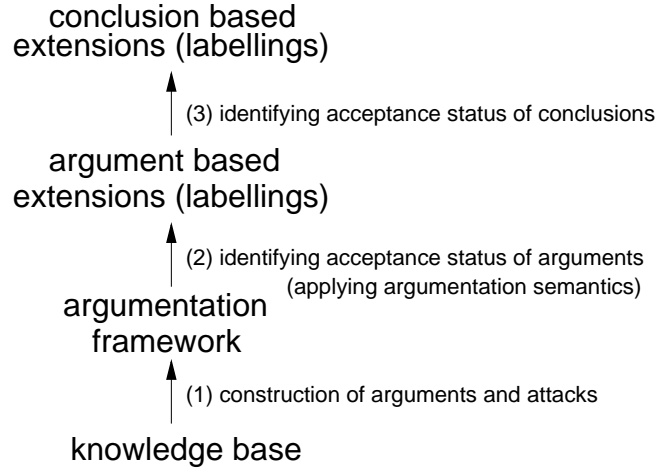 conclusion based
extensions (labellings)
(3) identifying acceptance status of conclusions
argument based
extensions (labellings)
(2) identifying acceptance status of arguments
(applying argumentation semantics)
argumentation
framework
(1) construction of arguments and attacks
knowledge base